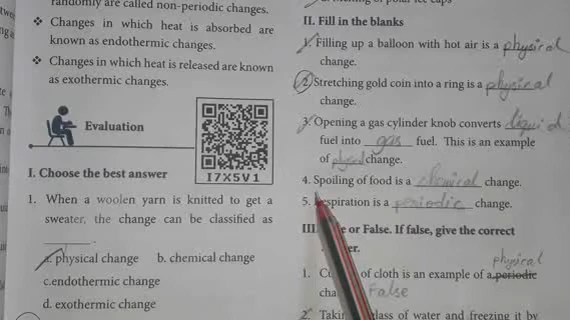 randomly are called non-periodic changes.
❖ Changes in which heat is absorbed are
known as endothermic changes.
❖ Changes in which heat is released are known
as exothermic changes.
Evaluation
I7X5V1
I. Choose the best answer
1. When a woolen yarn is knitted to get a
sweater, the change can be classified as
________.
a. physical change b. chemical change
c.endothermic change
d. exothermic change
II. Fill in the blanks
1. Filling up a balloon with hot air is a physical
change.
2. Stretching gold coin into a ring is a physical
change.
3. Opening a gas cylinder knob converts liquid
fuel into gas fuel. This is an example
of change.
4. Spoiling of food is a chemical change.
5. Respiration is a periodic change.
III. or False. If false, give the correct
physical
1. of cloth is an example of a periodic
False
2. of water and freezing it by